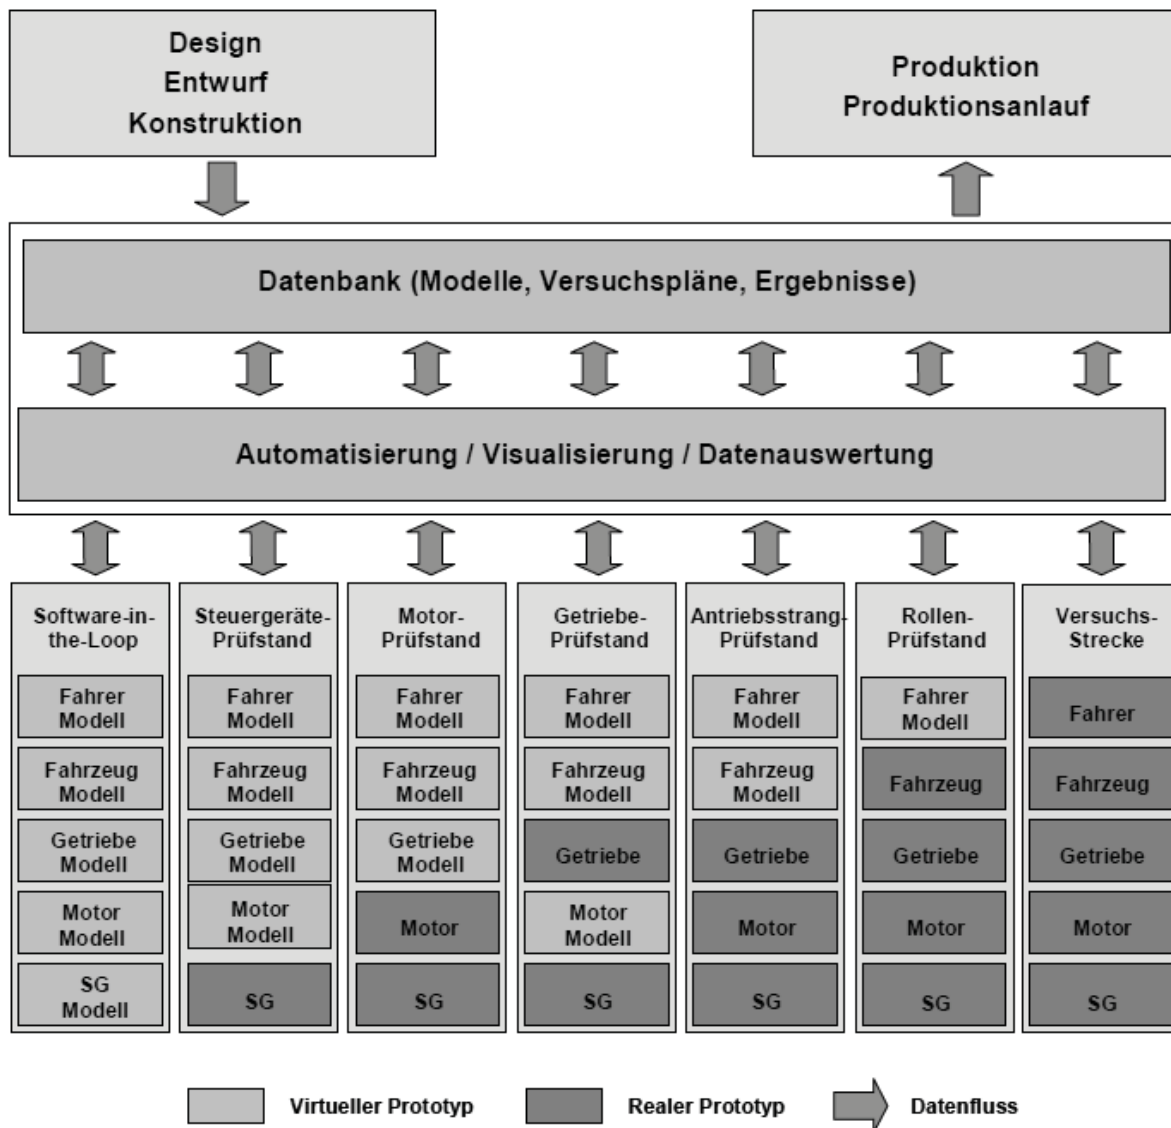 Design
Entwurf
Konstruktion
Produktion
Produktionsanlauf
Datenbank (Modelle, Versuchspläne, Ergebnisse)
Automatisierung / Visualisierung / Datenauswertung
Software-in-
the-Loop
Fahrer
Modell
Fahrzeug
Modell
Getriebe
Modell
Motor
Modell
SG
Modell
Steuergeräte-
Prüfstand
Fahrer
Modell
Fahrzeug
Modell
Getriebe
Modell
Motor
Modell
SG
Motor-
Prüfstand
Fahrer
Modell
Fahrzeug
Modell
Getriebe
Modell
Motor
SG
Getriebe-
Prüfstand
Fahrer
Modell
Fahrzeug
Modell
Getriebe
Motor
Modell
SG
Antriebsstrang-
Prüfstand
Fahrer
Modell
Fahrzeug
Modell
Getriebe
Motor
SG
Rollen-
Prüfstand
Fahrer
Modell
Fahrzeug
Getriebe
Motor
SG
Versuchs-
Strecke
Fahrer
Fahrzeug
Getriebe
Motor
SG
Virtueller Prototyp
Realer Prototyp
Datenfluss